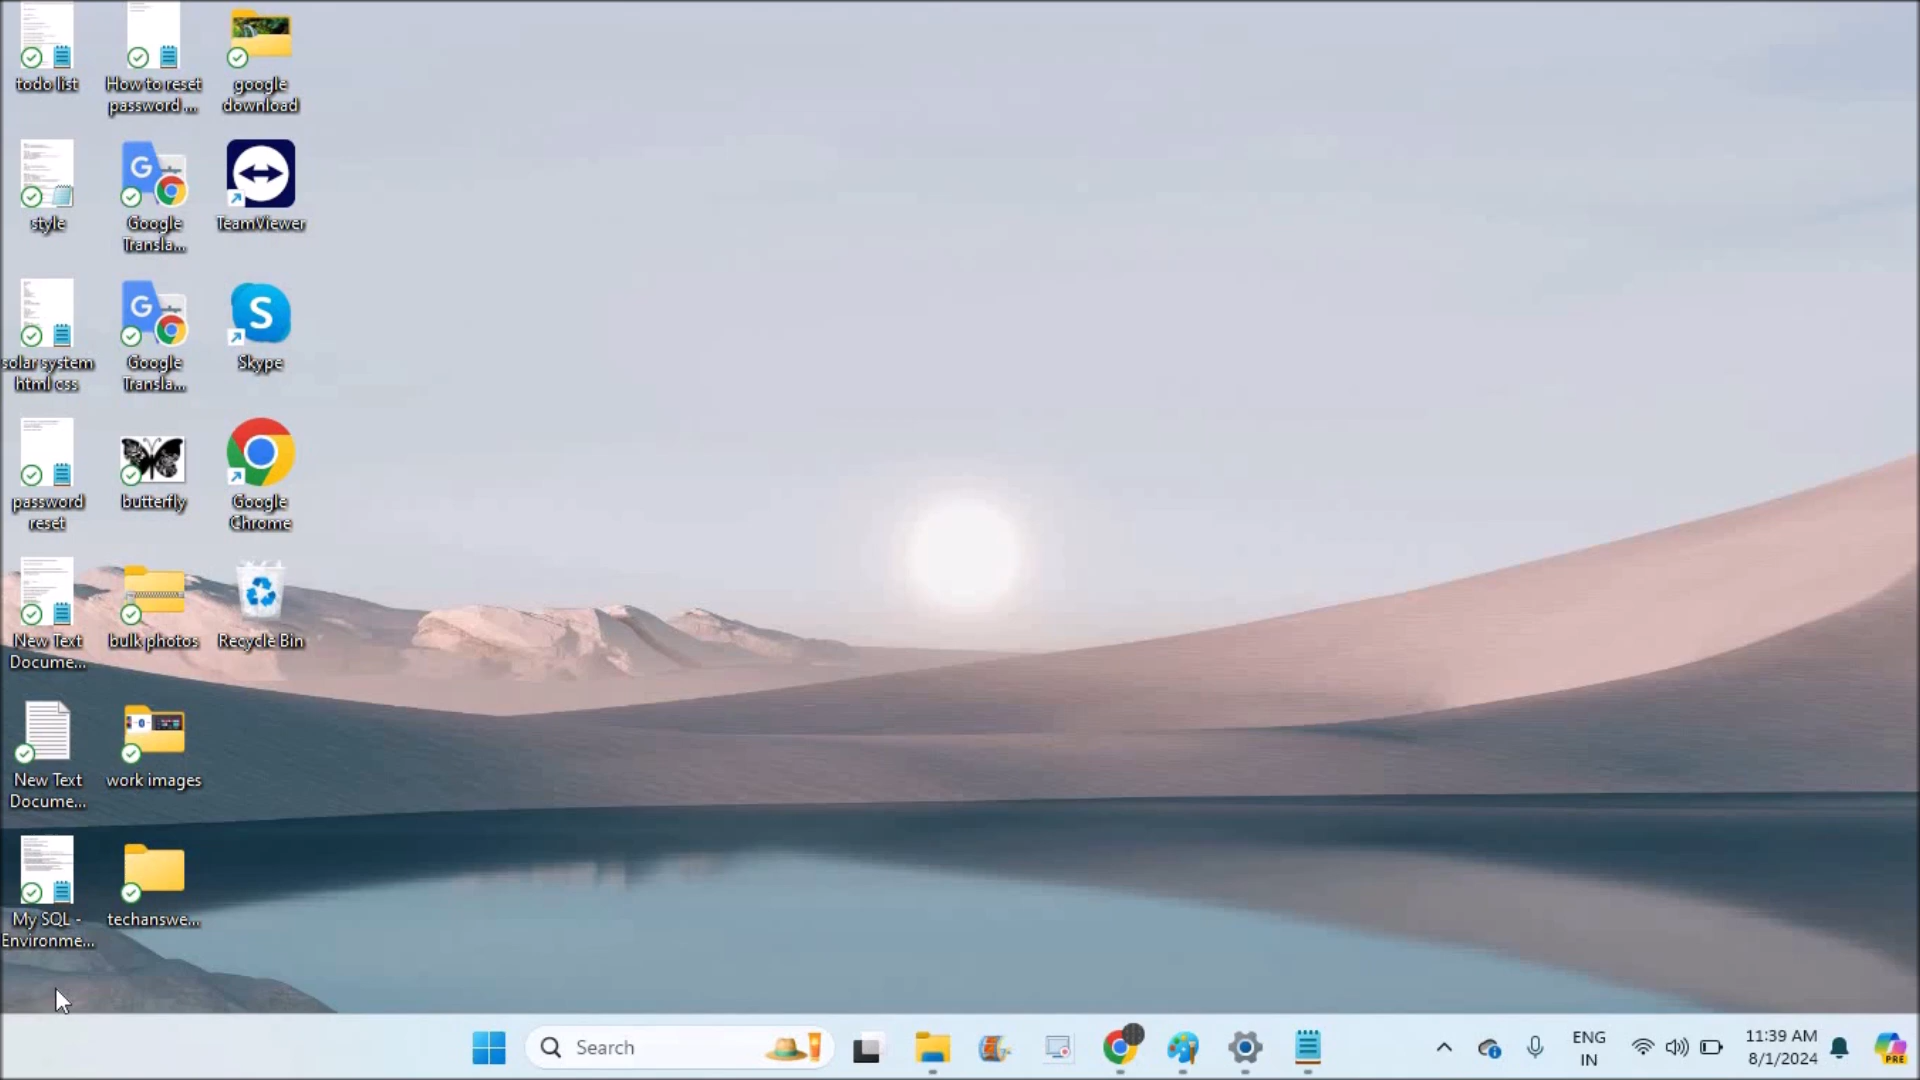 todo list
How to reset
password ...
google
download
style
Google
Transla...
TeamViewer
solar system
html css
Google
Transla...
S
Skype
password
reset
butterfly
Google
Chrome
New Text
Docume...
bulk photos
Recycle Bin
New Text
Docume...
work images
My SQL -
Environme...
techanswe...
Search
ENG
IN
11:39 AM
8/1/2024
PRE